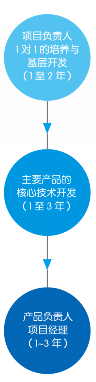 项目负责人
1对1的培养与
基层开发
（1至2年）
主要产品的
核心技术开发
（1至3年）
产品负责人
项目经理
（1~3年）